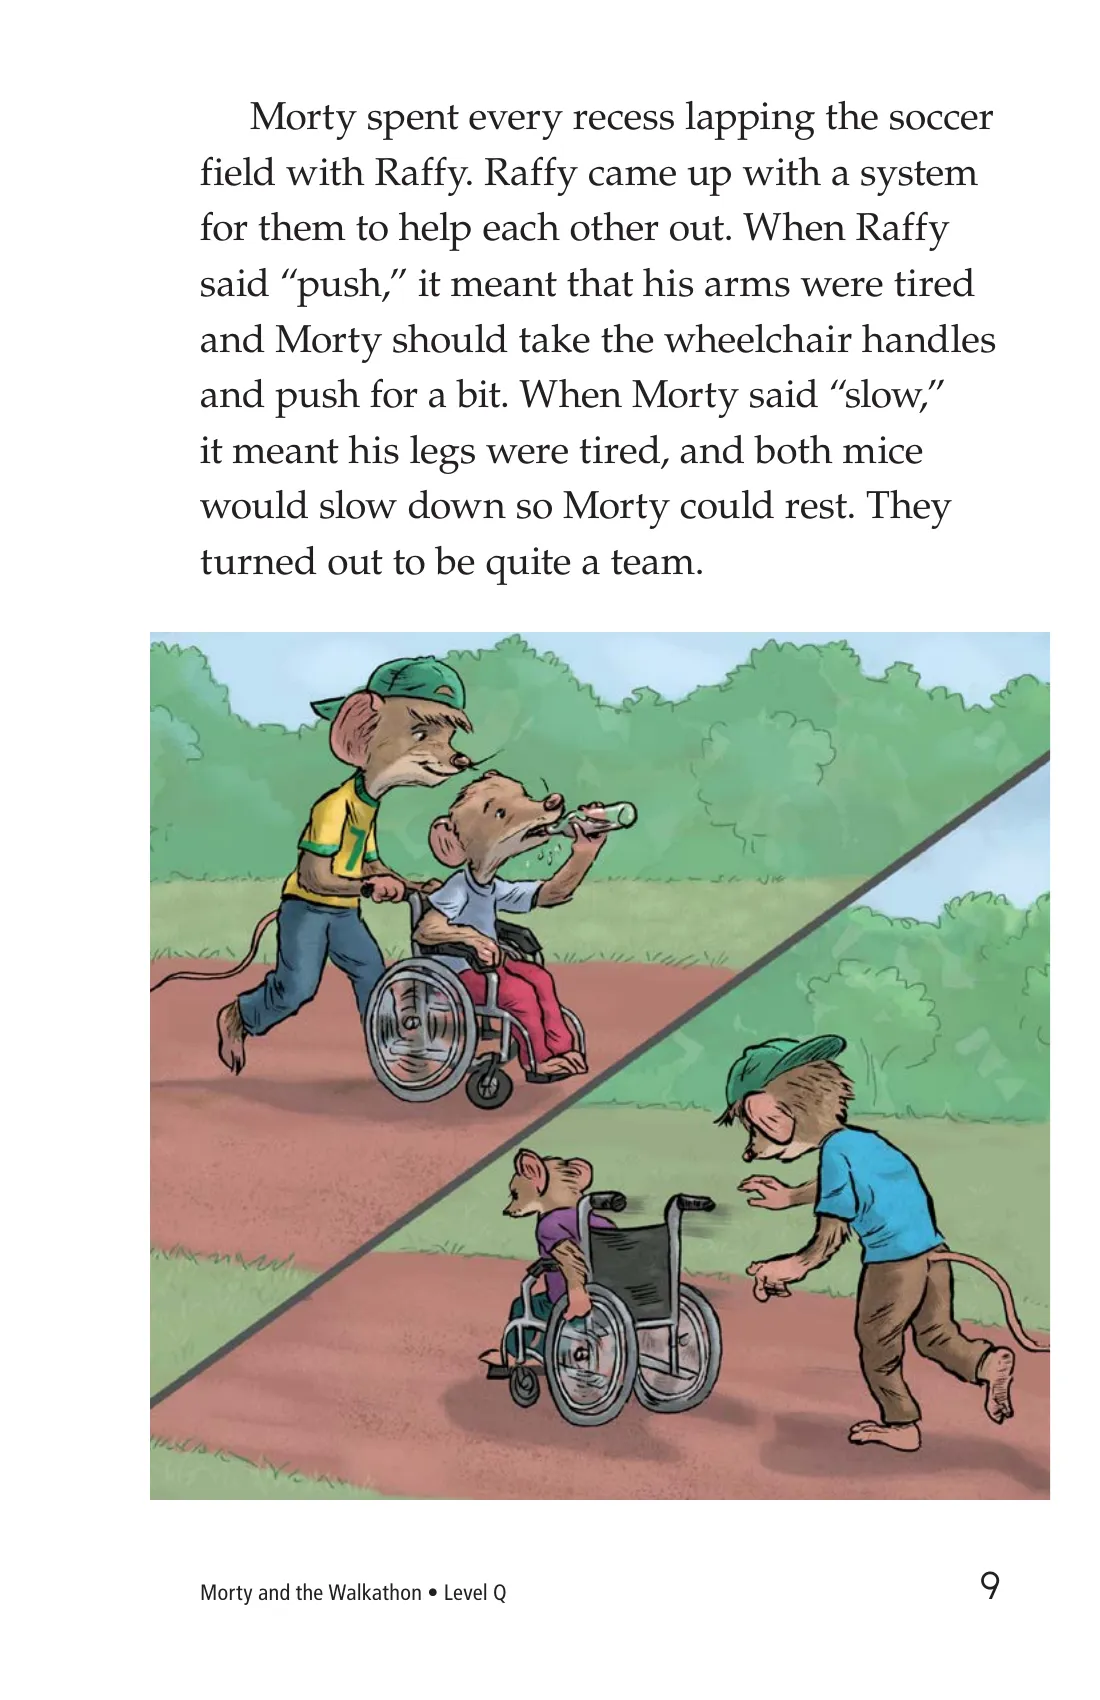 Morty spent every recess lapping the soccer
field with Raffy. Raffy came up with a system
for them to help each other out. When Raffy
said “push,” it meant that his arms were tired
and Morty should take the wheelchair handles
and push for a bit. When Morty said “slow,”
it meant his legs were tired, and both mice
would slow down so Morty could rest. They
turned out to be quite a team.
7
Morty and the Walkathon • Level Q
9